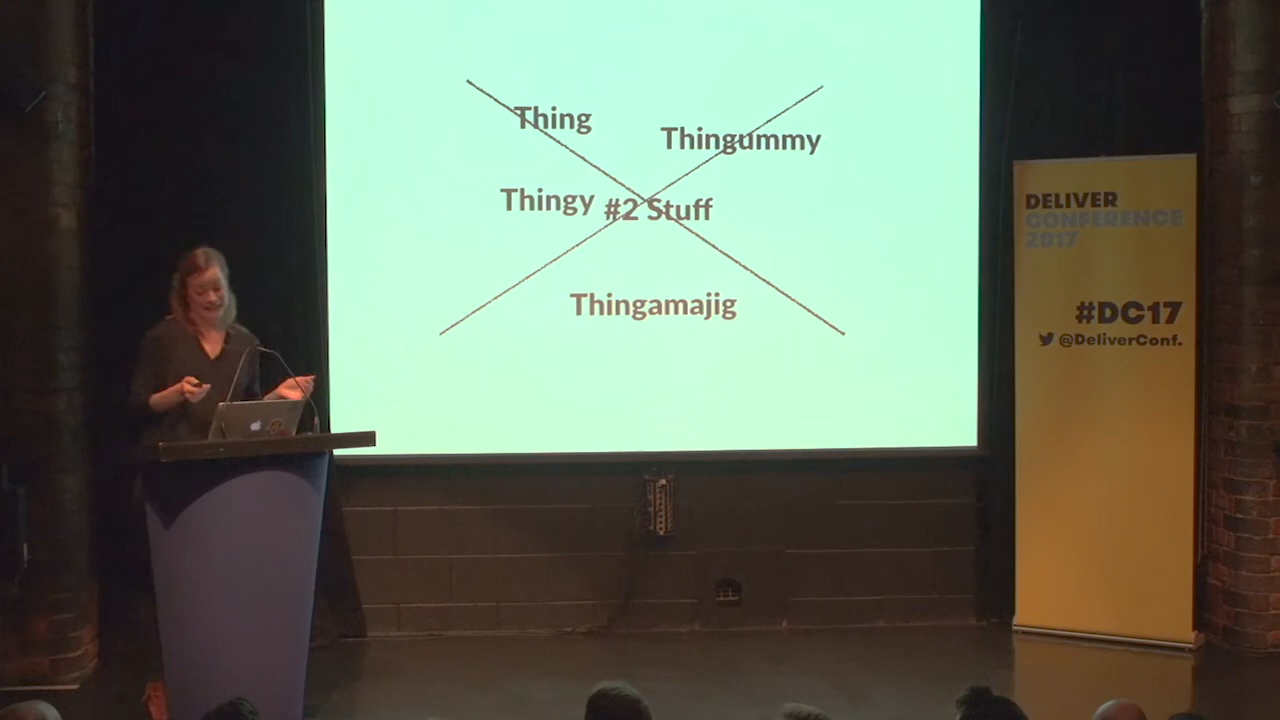 Thing
Thingummy
Thingy
#2 Stuff
Thingamajig
DELIVER
CONFERENCE
2017
#DC17
@DeliverConf.